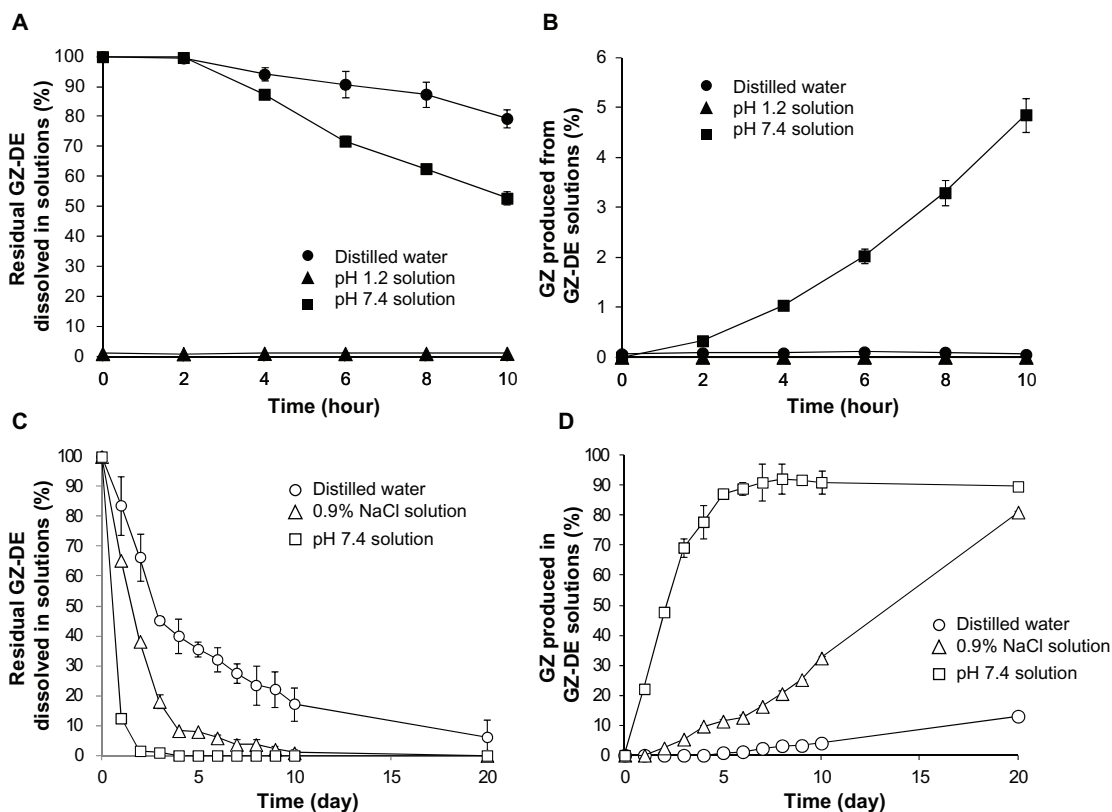 A
Residual GZ-DE
dissolved in solutions (%)
100
90
80
70
60
50
40
30
20
10
0
Distilled water
pH 1.2 solution
pH 7.4 solution
0 2 4 6 8 10
Time (hour)
B
GZ produced from
GZ-DE solutions (%)
6
5
4
3
2
1
0
Distilled water
pH 1.2 solution
pH 7.4 solution
0 2 4 6 8 10
Time (hour)
C
Residual GZ-DE
dissolved in solutions (%)
100
90
80
70
60
50
40
30
20
10
0
Distilled water
0.9% NaCl solution
pH 7.4 solution
0 5 10 20
Time (day)
D
GZ produced in
GZ-DE solutions (%)
100
90
80
70
60
50
40
30
20
10
0
Distilled water
0.9% NaCl solution
pH 7.4 solution
0 5 10 20
Time (day)